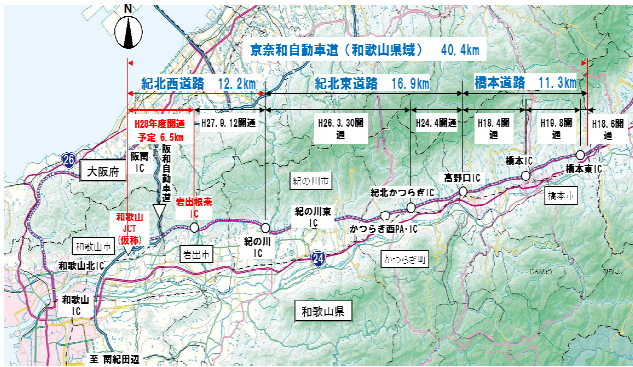 N
京奈和自動車道（和歌山県域） 40.4km
紀北西道路 12.2km
紀北東道路 16.9km
橋本道路 11.3km
H28年度開通
予定 6.5km
H27.9.12開通
H26.3.30開
通
H24.4開通
H18.4開
通
H19.8開
通
H18.6開
通
26
大阪府
阪南
IC
阪和自動車道
紀の川市
橋本IC
橋本東IC
高野口IC
紀北かつらぎIC
橋本市
岩出根来
IC
和歌山
JCT
(仮称)
紀の川東
IC
かつらぎ西PA・IC
紀の川
IC
和歌山市
岩出市
24
かつらぎ町
和歌山北IC
和歌山
IC
和歌山県
至 南紀田辺